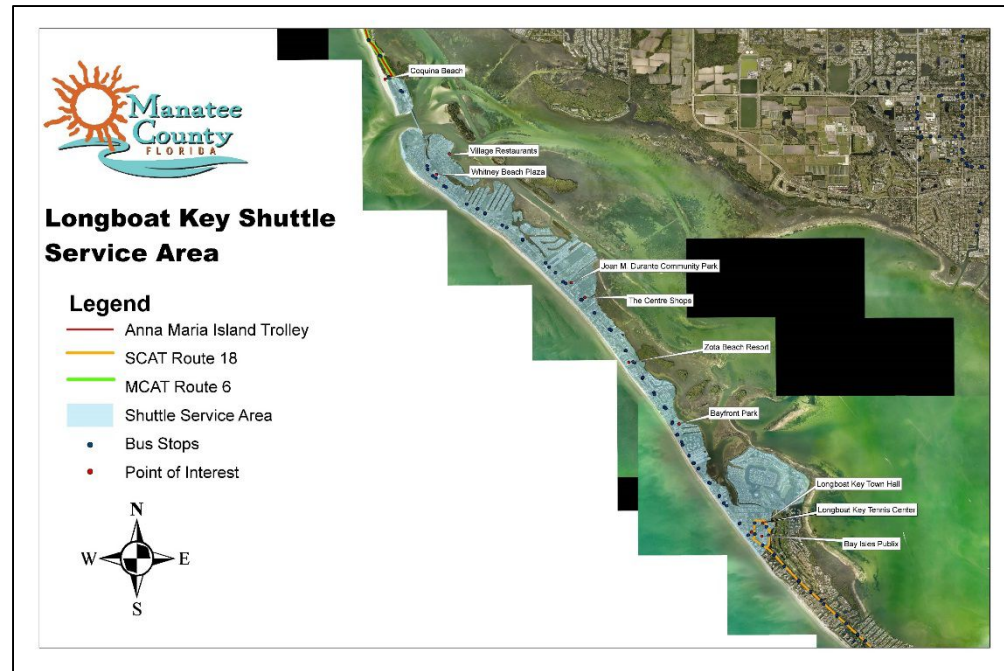 Manatee
County
FLORIDA
Longboat Key Shuttle
Service Area
Legend
Anna Maria Island Trolley
SCAT Route 18
MCAT Route 6
Shuttle Service Area
Bus Stops
Point of Interest
N
W
E
S
Coquina Beach
Village Restaurants
Whitney Beach Plaza
Joan M. Durante Community Park
The Centre Shops
Zota Beach Resort
Bayfront Park
Longboat Key Town Hall
Longboat Key Tennis Center
Bay Isles Publix